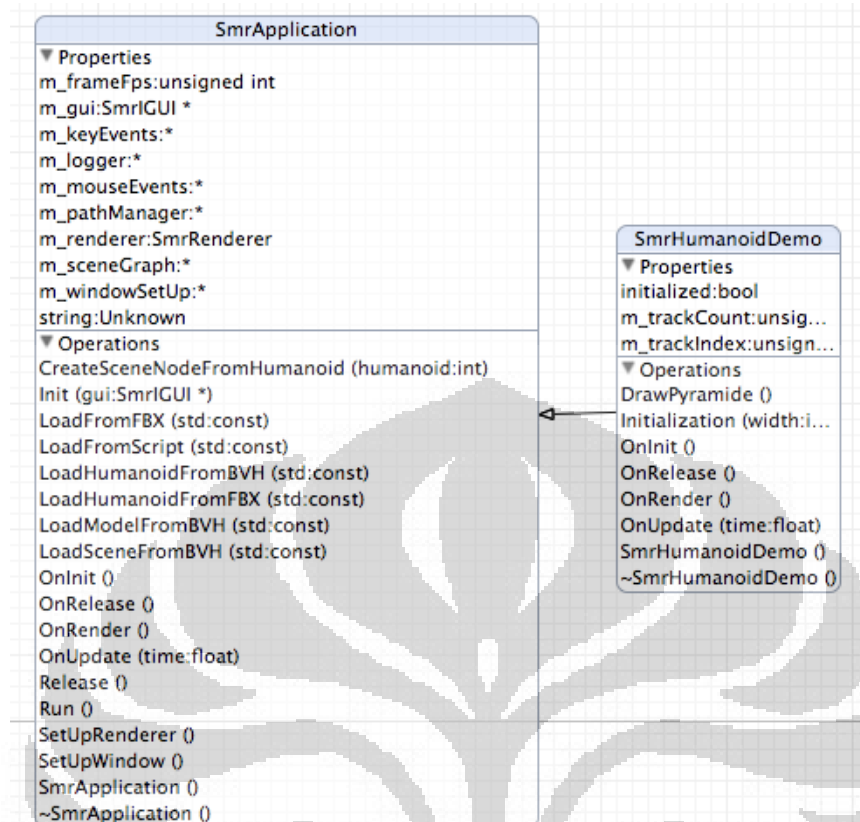 SmrApplication
Properties
m_frameFps:unsigned int
m_gui:SmrIGUI *
m_keyEvents:*
m_logger:*
m_mouseEvents:*
m_pathManager:*
m_renderer:SmrRenderer
m_sceneGraph:*
m_windowSetUp:*
string:Unknown
Operations
CreateSceneNodeFromHumanoid (humanoid:int)
Init (gui:SmrIGUI *)
LoadFromFBX (std:const)
LoadFromScript (std:const)
LoadHumanoidFromBVH (std:const)
LoadHumanoidFromFBX (std:const)
LoadModelFromBVH (std:const)
LoadSceneFromBVH (std:const)
OnInit ()
OnRelease ()
OnRender ()
OnUpdate (time:float)
Release ()
Run ()
SetUpRenderer ()
SetUpWindow ()
SmrApplication ()
~SmrApplication ()
SmrHumanoidDemo
Properties
initialized:bool
m_trackCount:unsig...
m_trackIndex:unsign...
Operations
DrawPyramide ()
Initialization (width:i...
OnInit ()
OnRelease ()
OnRender ()
OnUpdate (time:float)
SmrHumanoidDemo ()
~SmrHumanoidDemo ()